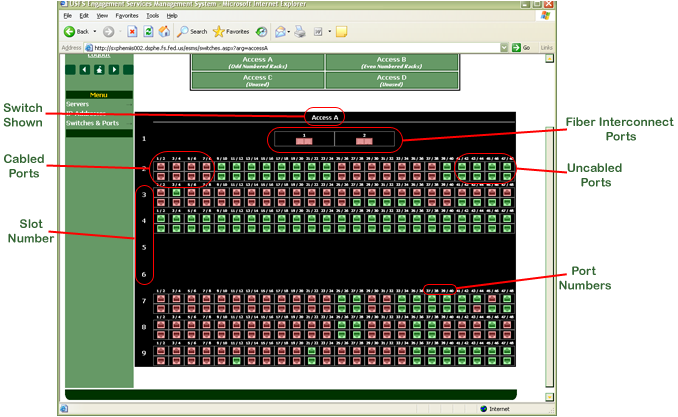 USFS Engagement Services Management System - Microsoft Internet Explorer
File Edit View Favorites Tools Help
Back Search Favorites
Address http://scphemis002.dsphe.fs.fed.us/esms/switches.aspx?arg=accessA Go Links
Logout
Access A
(Odd Numbered Racks)
Access B
(Even Numbered Racks)
Access C
(Unused)
Access D
(Unused)
Menu
Servers
IP Addresses
Switches & Ports
Switch Shown
Access A
Fiber Interconnect Ports
1
1 2
Cabled Ports
Uncabled Ports
1 / 2 3 / 4 5 / 6 7 / 8 9 / 10 11 / 12 13 / 14 15 / 16 17 / 18 19 / 20 21 / 22 23 / 24 25 / 26 27 / 28 29 / 30 31 / 32 33 / 34 35 / 36 37 / 38 39 / 40 41 / 42 43 / 44 45 / 46 47 / 48
2
1 / 2 3 / 4 5 / 6 7 / 8 9 / 10 11 / 12 13 / 14 15 / 16 17 / 18 19 / 20 21 / 22 23 / 24 25 / 26 27 / 28 29 / 30 31 / 32 33 / 34 35 / 36 37 / 38 39 / 40 41 / 42 43 / 44 45 / 46 47 / 48
3
Slot Number
1 / 2 3 / 4 5 / 6 7 / 8 9 / 10 11 / 12 13 / 14 15 / 16 17 / 18 19 / 20 21 / 22 23 / 24 25 / 26 27 / 28 29 / 30 31 / 32 33 / 34 35 / 36 37 / 38 39 / 40 41 / 42 43 / 44 45 / 46 47 / 48
4
5
6
Port Numbers
1 / 2 3 / 4 5 / 6 7 / 8 9 / 10 11 / 12 13 / 14 15 / 16 17 / 18 19 / 20 21 / 22 23 / 24 25 / 26 27 / 28 29 / 30 31 / 32 33 / 34 35 / 36 37 / 38 39 / 40 41 / 42 43 / 44 45 / 46 47 / 48
7
1 / 2 3 / 4 5 / 6 7 / 8 9 / 10 11 / 12 13 / 14 15 / 16 17 / 18 19 / 20 21 / 22 23 / 24 25 / 26 27 / 28 29 / 30 31 / 32 33 / 34 35 / 36 37 / 38 39 / 40 41 / 42 43 / 44 45 / 46 47 / 48
8
1 / 2 3 / 4 5 / 6 7 / 8 9 / 10 11 / 12 13 / 14 15 / 16 17 / 18 19 / 20 21 / 22 23 / 24 25 / 26 27 / 28 29 / 30 31 / 32 33 / 34 35 / 36 37 / 38 39 / 40 41 / 42 43 / 44 45 / 46 47 / 48
9
Internet